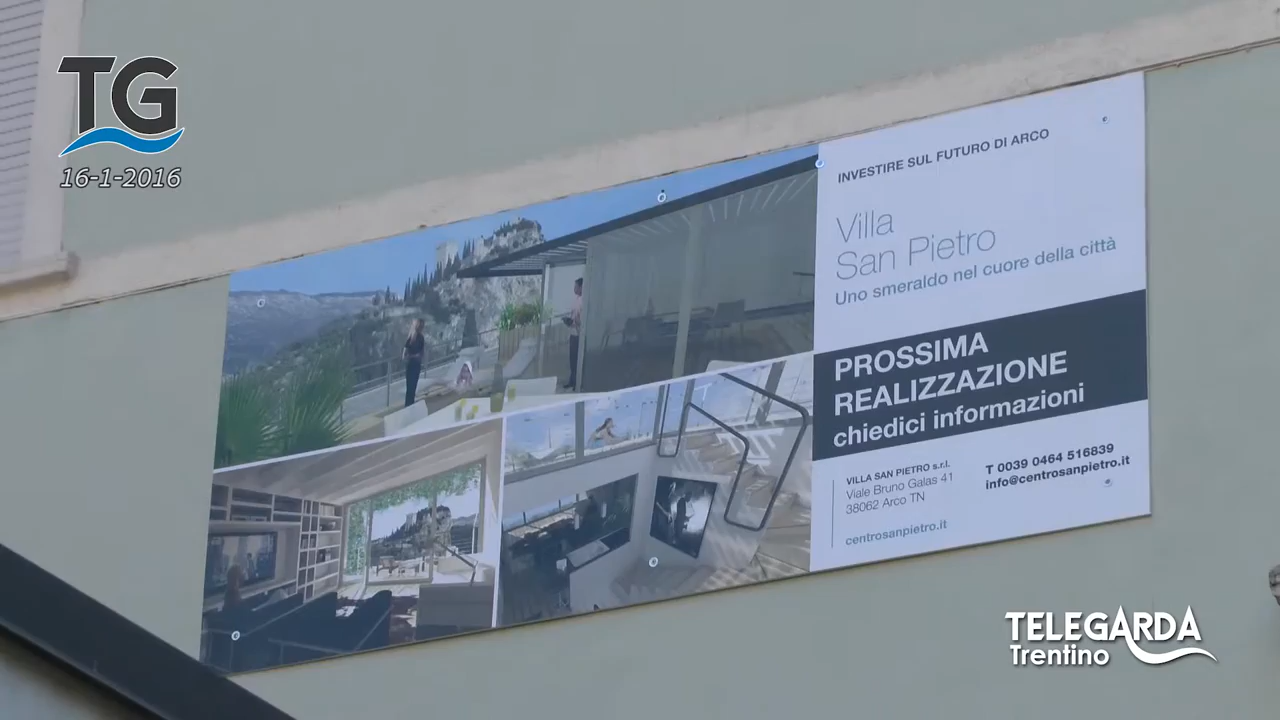 TG
16-1-2016
INVESTIRE SUL FUTURO DI ARCO
Villa
San Pietro
Uno smeraldo nel cuore della città
PROSSIMA
REALIZZAZIONE
chiedici informazioni
VILLA SAN PIETRO s.r.l.
Viale Bruno Galas 41
38062 Arco TN
T 0039 0464 516839
info@centrosanpietro.it
centrosanpietro.it
TELEGARDA
Trentino